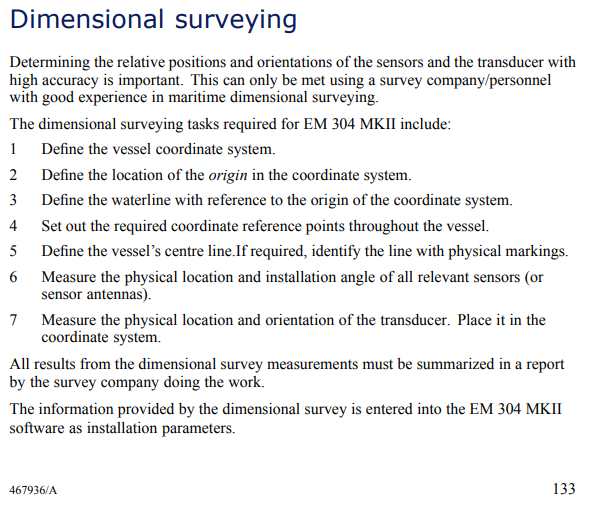 Dimensional surveying
Determining the relative positions and orientations of the sensors and the transducer with
high accuracy is important. This can only be met using a survey company/personnel
with good experience in maritime dimensional surveying.
The dimensional surveying tasks required for EM 304 MKII include:
1 Define the vessel coordinate system.
2 Define the location of the origin in the coordinate system.
3 Define the waterline with reference to the origin of the coordinate system.
4 Set out the required coordinate reference points throughout the vessel.
5 Define the vessel’s centre line.If required, identify the line with physical markings.
6 Measure the physical location and installation angle of all relevant sensors (or
sensor antennas).
7 Measure the physical location and orientation of the transducer. Place it in the
coordinate system.
All results from the dimensional survey measurements must be summarized in a report
by the survey company doing the work.
The information provided by the dimensional survey is entered into the EM 304 MKII
software as installation parameters.
467936/A 133